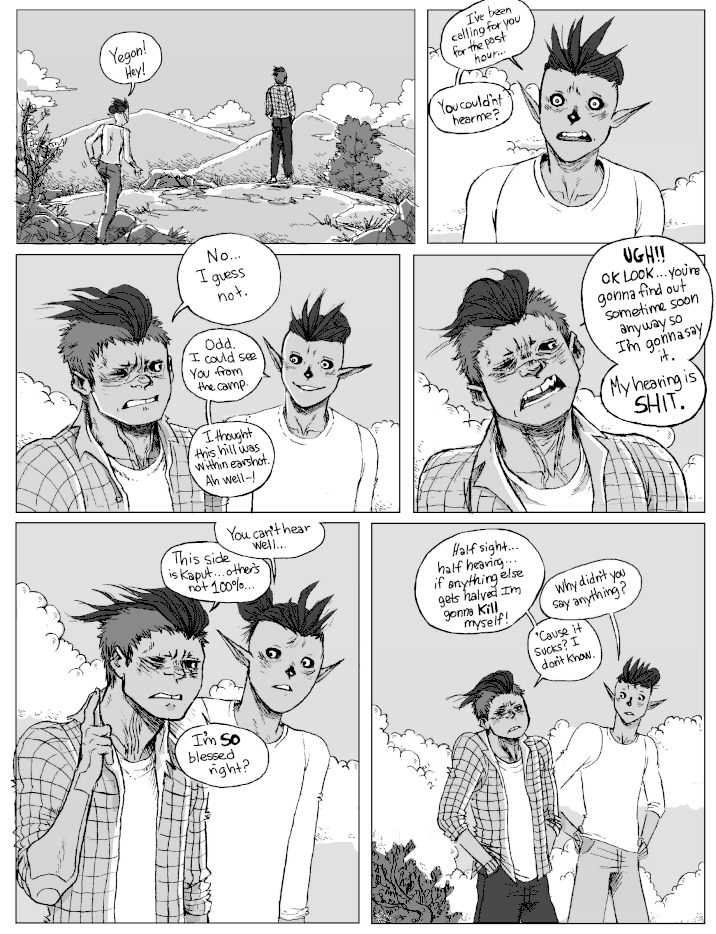 Yegon!
Hey!
I've been
calling for you
for the past
hour...
You could'nt
hear me?
No...
I guess
not.
Odd.
I could see
you from
the camp.
I thought
this hill was
within earshot.
Ah well-!
UGH!!
OK LOOK... you're
gonna find out
sometime soon
anyway so
I'm gonna say
it.
My hearing is
SHIT.
You can't hear
well...
This side
is kaput... other's
not 100%...
I'm SO
blessed
right?
Half sight...
half hearing...
if anything else
gets halved I'm
gonna Kill
myself!
Why didn't you
say anything?
'Cause it
sucks? I
don't know.